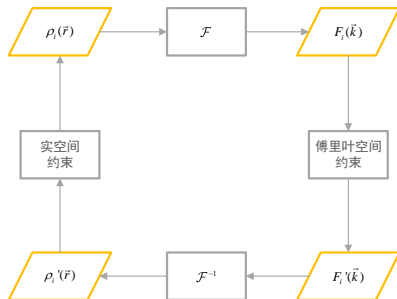 ρᵢ(r⃗)
ℱ
Fᵢ(k⃗)
实空间
约束
傅里叶空间
约束
ρᵢ'(r⃗)
ℱ⁻¹
Fᵢ'(k⃗)